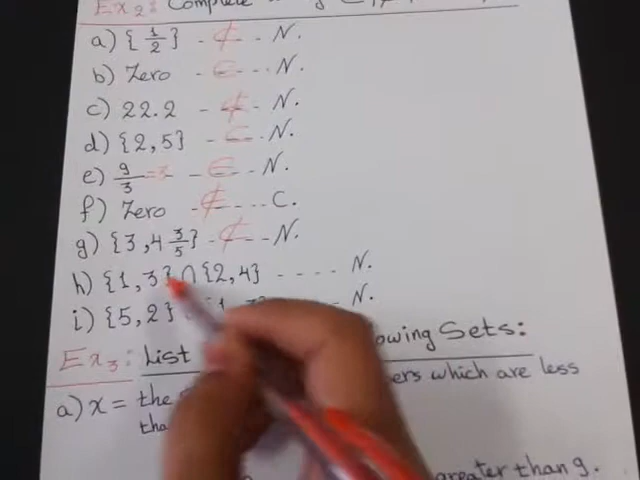 Ex2: Complete
a) {1/2} - ⊄ - - N.
b) Zero - ∈ - - - N.
c) 22.2 - ∉ - N.
d) {2,5} - ⊂ - - N.
e) 9/3 =3 - ∈ - - N.
f) Zero - ∉ - - - C.
g) {3,4 3/5} - ⊄ - - N.
h) {1,3} ∩ {2,4} - - - - N.
i) {5,2} - N.
Ex3: List owing Sets:
a) x = the ers which are less
tha
greater than 9.